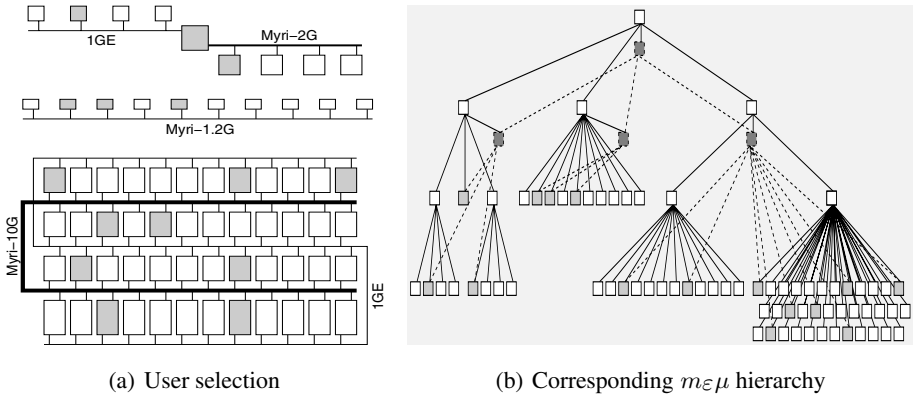 1GE
Myri−2G
Myri−1.2G
Myri−10G
1GE
(a) User selection
(b) Corresponding mεμ hierarchy